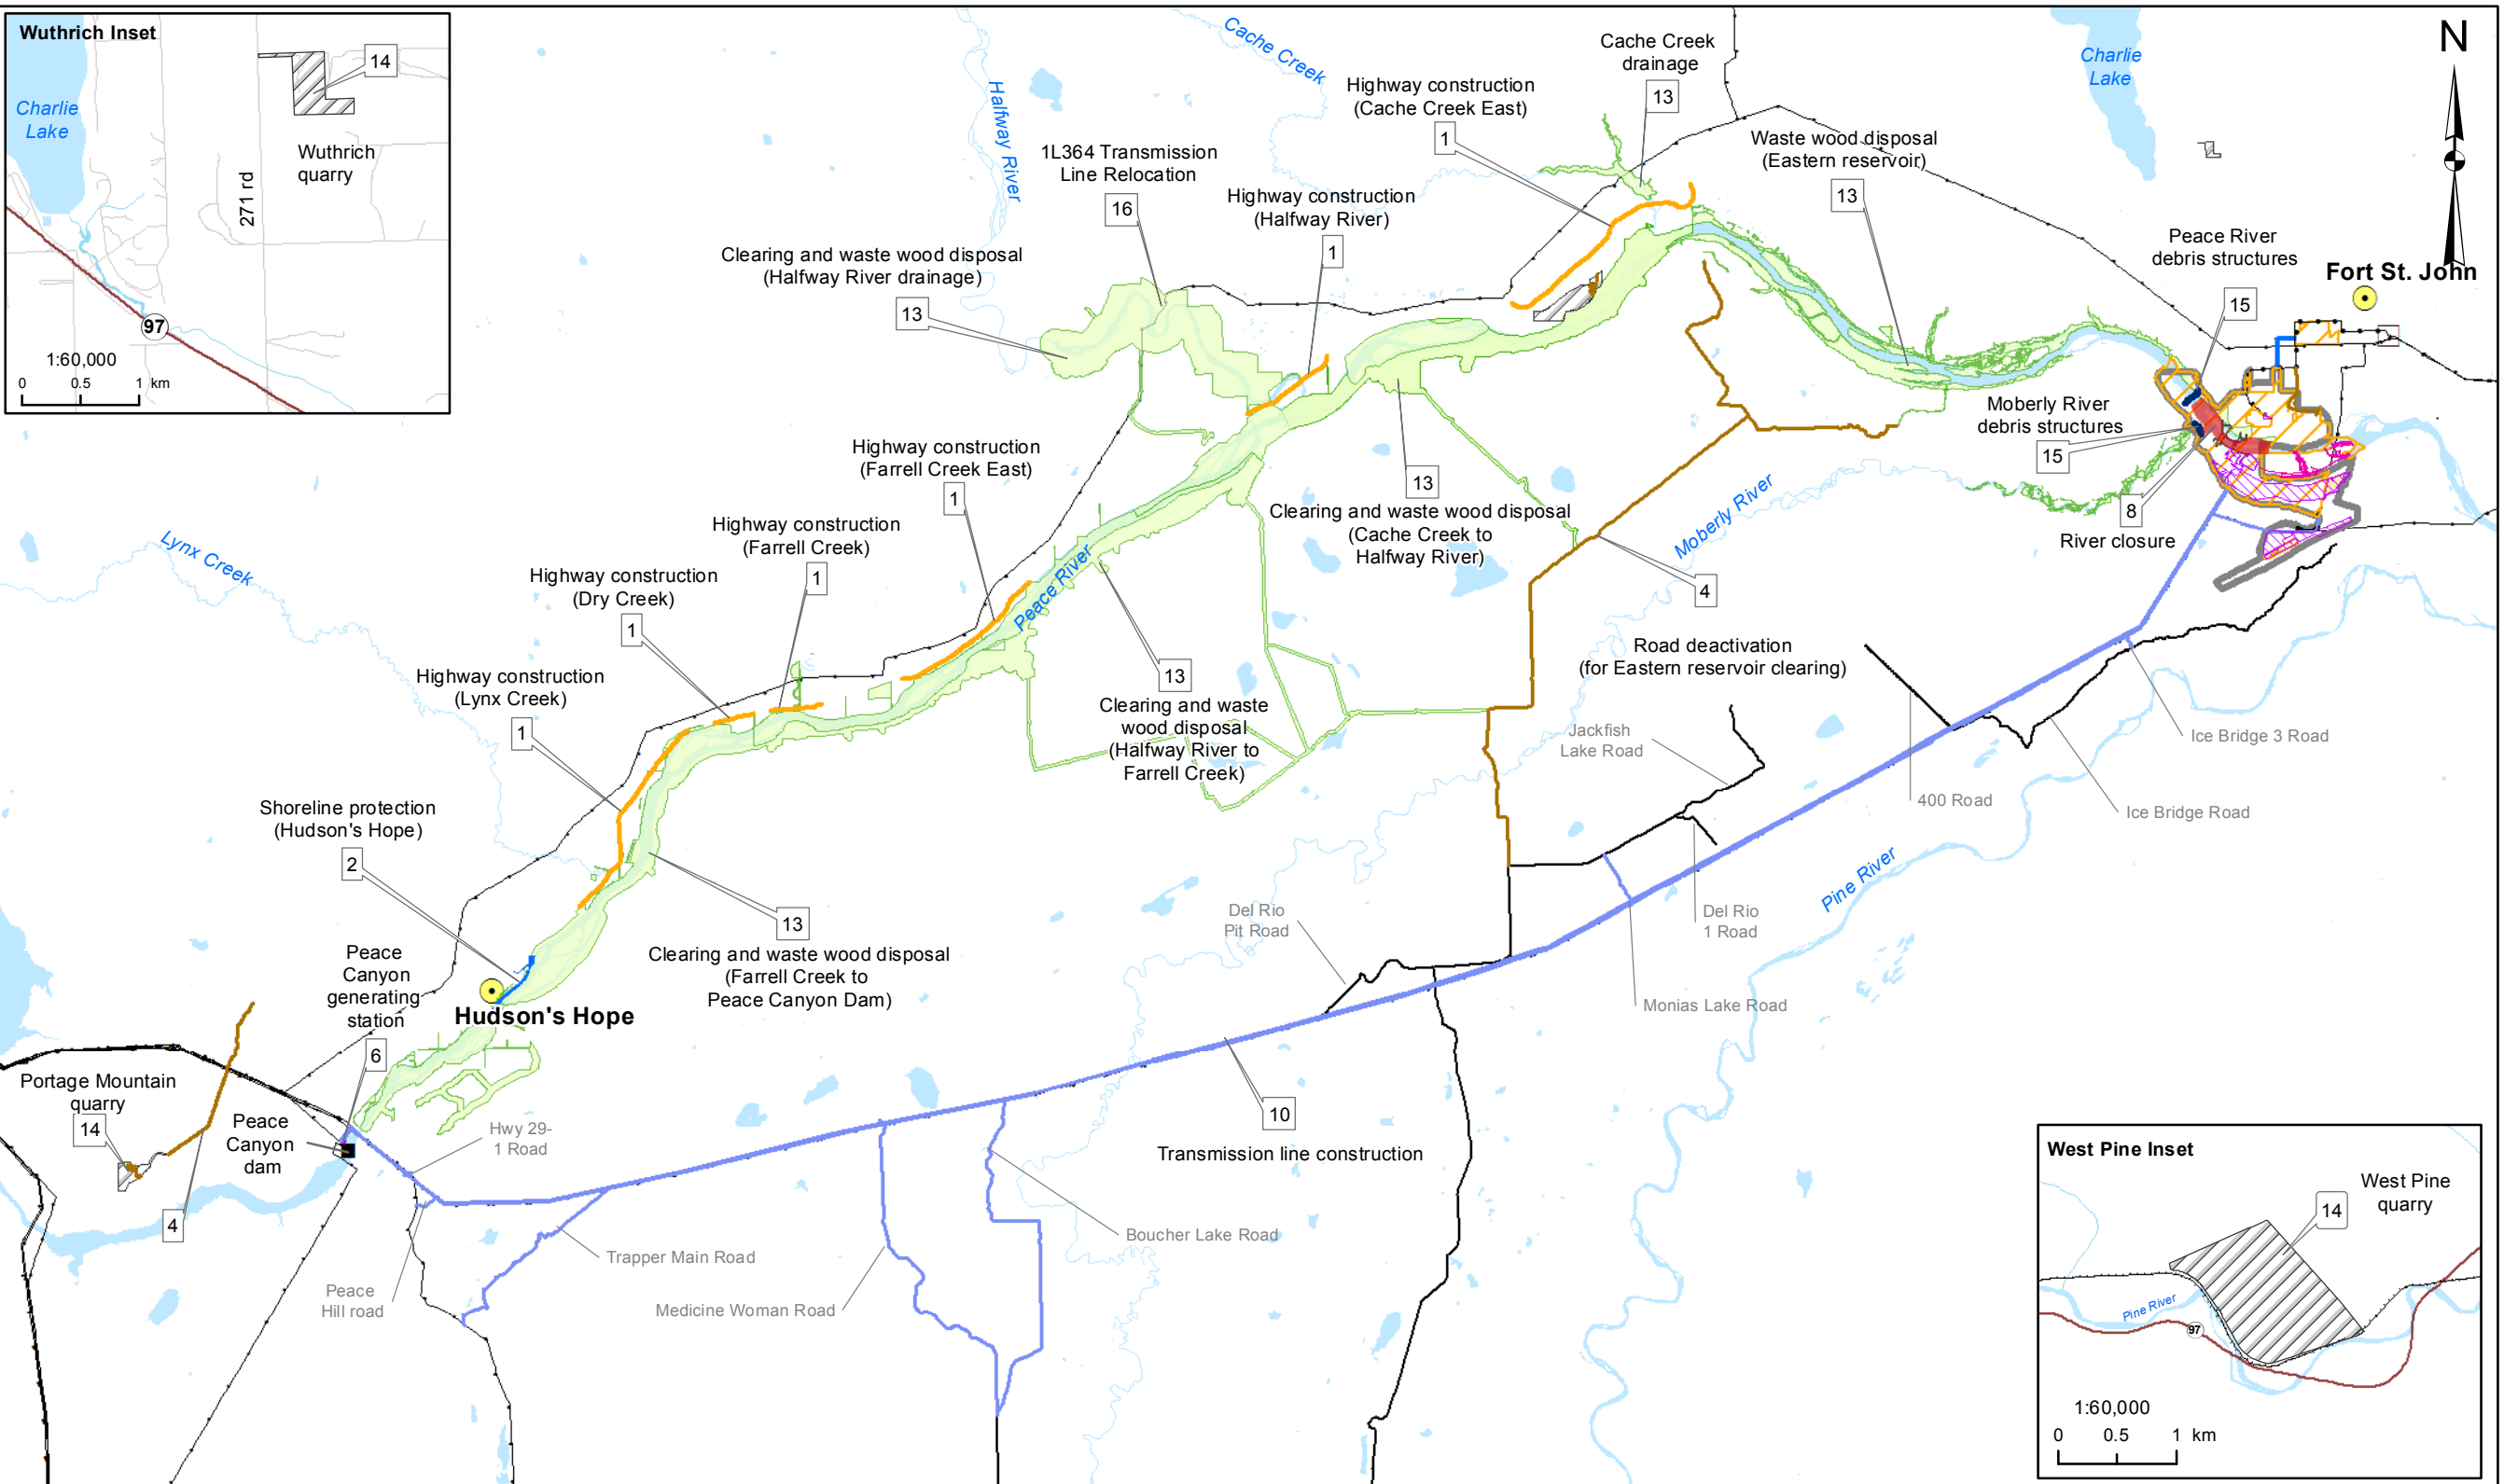 Wuthrich Inset
14
Charlie
Lake
Wuthrich
quarry
271 rd
97
1:60,000
0 0.5 1 km
Cache Creek
Halfway River
Cache Creek
drainage
13
Charlie
Lake
N
Highway construction
(Cache Creek East)
1
1L364 Transmission
Line Relocation
16
Waste wood disposal
(Eastern reservoir)
13
Highway construction
(Halfway River)
1
Peace River
debris structures
15
Fort St. John
Clearing and waste wood disposal
(Halfway River drainage)
13
Moberly River
debris structures
15
8
River closure
Highway construction
(Farrell Creek East)
1
13
Clearing and waste wood disposal
(Cache Creek to
Halfway River)
Moberly River
4
Highway construction
(Farrell Creek)
1
Lynx Creek
Highway construction
(Dry Creek)
1
Peace River
Road deactivation
(for Eastern reservoir clearing)
Highway construction
(Lynx Creek)
1
13
Clearing and waste
wood disposal
(Halfway River to
Farrell Creek)
Jackfish
Lake Road
Ice Bridge 3 Road
400 Road
Ice Bridge Road
Shoreline protection
(Hudson's Hope)
2
Pine River
13
Clearing and waste wood disposal
(Farrell Creek to
Peace Canyon Dam)
Del Rio
Pit Road
Del Rio
1 Road
Monias Lake Road
Peace
Canyon
generating
station
6
Hudson's Hope
Portage Mountain
quarry
14
Peace
Canyon
dam
4
Hwy 29-
1 Road
10
Transmission line construction
Boucher Lake Road
Trapper Main Road
Peace
Hill road
Medicine Woman Road
West Pine Inset
West Pine
quarry
14
Pine River
97
1:60,000
0 0.5 1 km